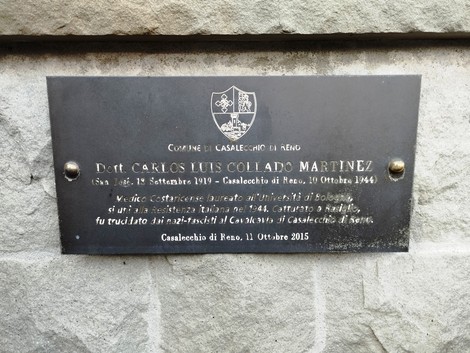 COMUNE DI CASALECCHIO DI RENO
Dott. CARLOS LUIS COLLADO MARTINEZ
(San José, 13 Settembre 1919 - Casalecchio di Reno, 10 Ottobre 1944)
Medico Costaricense laureato all'Università di Bologna,
si unì alla Resistenza italiana nel 1944. Catturato a Rasiglio,
fu trucidato dai nazi-fascisti al Cavalcavia di Casalecchio di Reno.
Casalecchio di Reno, 11 Ottobre 2015